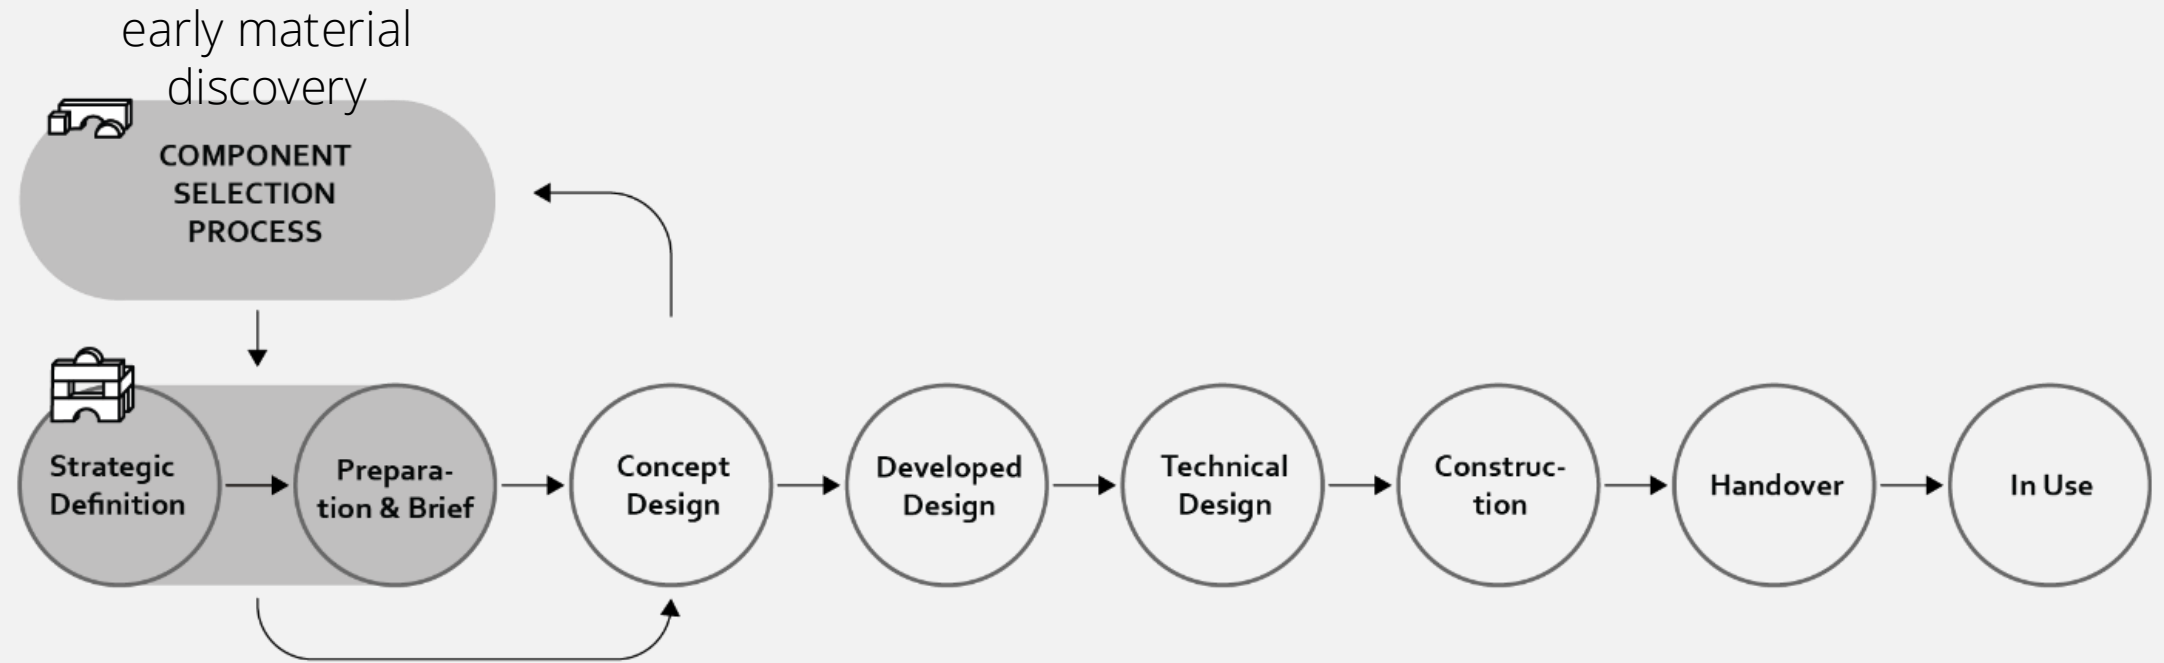 early material
discovery
COMPONENT
SELECTION
PROCESS
Strategic
Definition
Prepara-
tion & Brief
Concept
Design
Developed
Design
Technical
Design
Construc-
tion
Handover
In Use